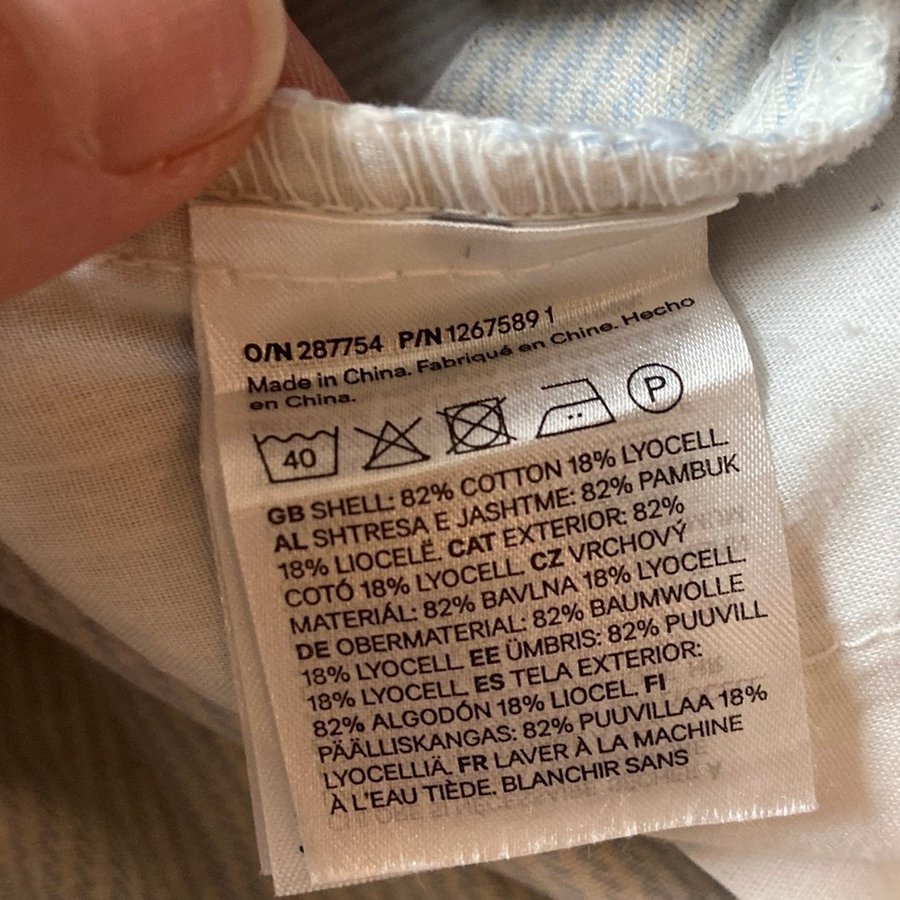 O/N 287754 P/N 1267589 1
Made in China. Fabriqué en Chine. Hecho
en China.
40 P
GB SHELL: 82% COTTON 18% LYOCELL.
AL SHTRESA E JASHTME: 82% PAMBUK
18% LIOCELË. CAT EXTERIOR: 82%
COTÓ 18% LYOCELL. CZ VRCHOVÝ
MATERIÁL: 82% BAVLNA 18% LYOCELL.
DE OBERMATERIAL: 82% BAUMWOLLE
18% LYOCELL. EE ÜMBRIS: 82% PUUVILL
18% LYOCELL. ES TELA EXTERIOR:
82% ALGODÓN 18% LIOCEL. FI
PÄÄLLISKANGAS: 82% PUUVILLAA 18%
LYOCELLIÄ. FR LAVER À LA MACHINE
À L'EAU TIÈDE. BLANCHIR SANS